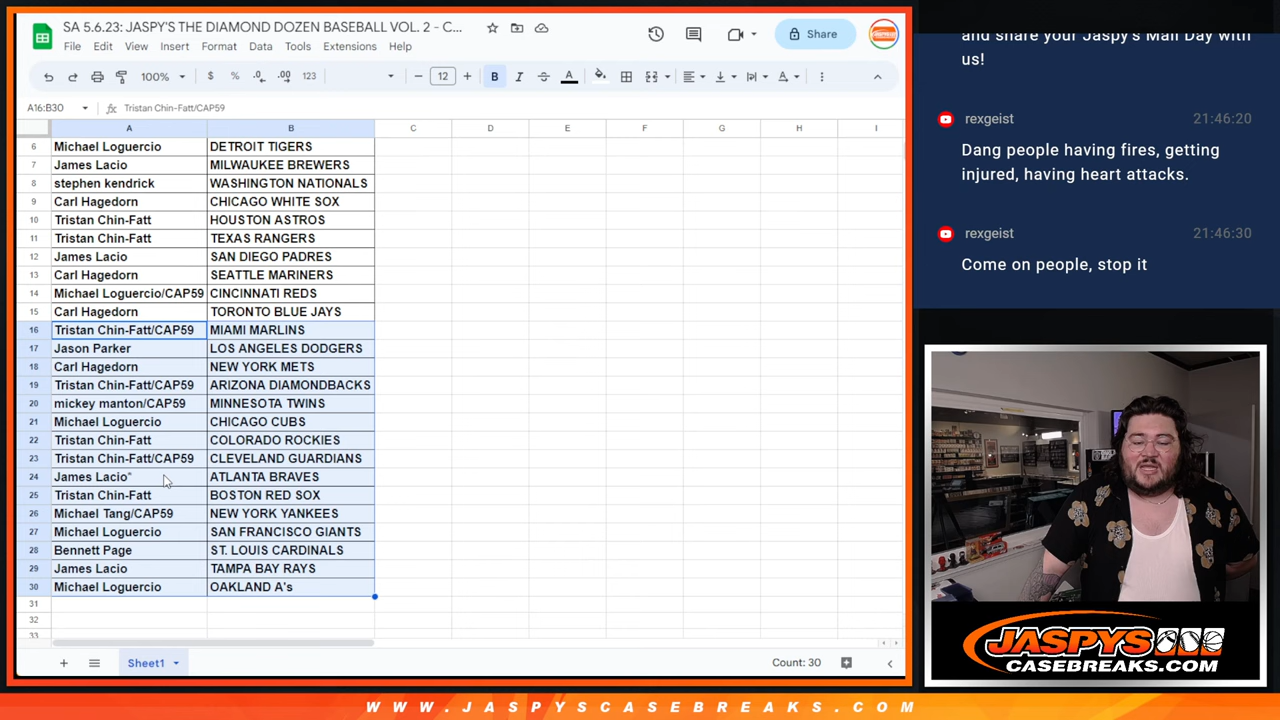 SA 5.6.23: JASPY'S THE DIAMOND DOZEN BASEBALL VOL. 2 - C...
File Edit View Insert Format Data Tools Extensions Help
Share
100% $ % .0 .00 123 12 B I A
A16:B30 Tristan Chin-Fatt/CAP59
A B C D E F G H I
6 Michael Loguercio DETROIT TIGERS
7 James Lacio MILWAUKEE BREWERS
8 stephen kendrick WASHINGTON NATIONALS
9 Carl Hagedorn CHICAGO WHITE SOX
10 Tristan Chin-Fatt HOUSTON ASTROS
11 Tristan Chin-Fatt TEXAS RANGERS
12 James Lacio SAN DIEGO PADRES
13 Carl Hagedorn SEATTLE MARINERS
14 Michael Loguercio/CAP59 CINCINNATI REDS
15 Carl Hagedorn TORONTO BLUE JAYS
16 Tristan Chin-Fatt/CAP59 MIAMI MARLINS
17 Jason Parker LOS ANGELES DODGERS
18 Carl Hagedorn NEW YORK METS
19 Tristan Chin-Fatt/CAP59 ARIZONA DIAMONDBACKS
20 mickey manton/CAP59 MINNESOTA TWINS
21 Michael Loguercio CHICAGO CUBS
22 Tristan Chin-Fatt COLORADO ROCKIES
23 Tristan Chin-Fatt/CAP59 CLEVELAND GUARDIANS
24 James Lacio* ATLANTA BRAVES
25 Tristan Chin-Fatt BOSTON RED SOX
26 Michael Tang/CAP59 NEW YORK YANKEES
27 Michael Loguercio SAN FRANCISCO GIANTS
28 Bennett Page ST. LOUIS CARDINALS
29 James Lacio TAMPA BAY RAYS
30 Michael Loguercio OAKLAND A's
31
32
33
Sheet1 Count: 30
and share your Jaspy's Mail Day with
us!
rexgeist 21:46:20
Dang people having fires, getting
injured, having heart attacks.
rexgeist 21:46:30
Come on people, stop it
JASPYS
CASEBREAKS.COM
WWW.JASPYSCASEBREAKS.COM